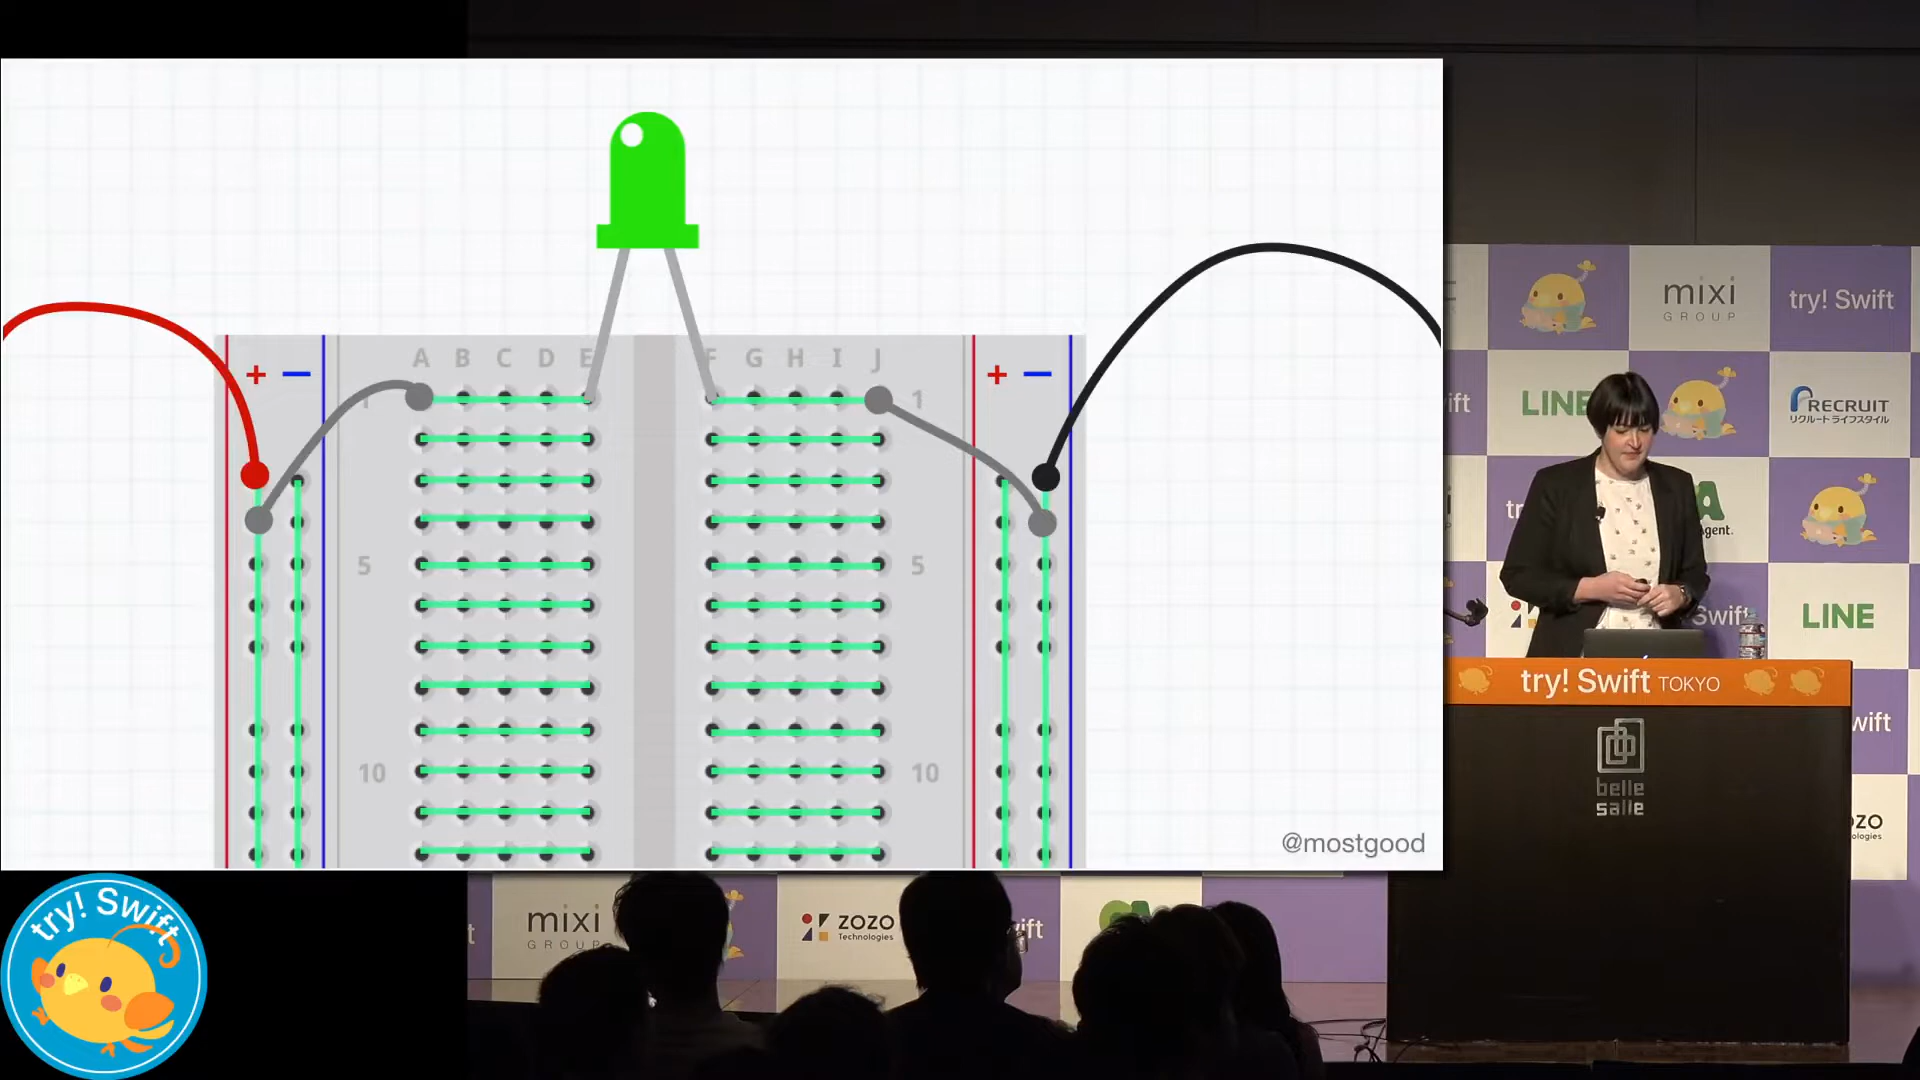 A B C D E F G H I J
+ — + —
1
5 5
10 10
@mostgood
mixi
GROUP
try! Swift
LINE
RECRUIT
リクルートライフスタイル
LINE
try! Swift TOKYO
belle
salle
try! Swift
mixi
GROUP
ZOZO
Technologies